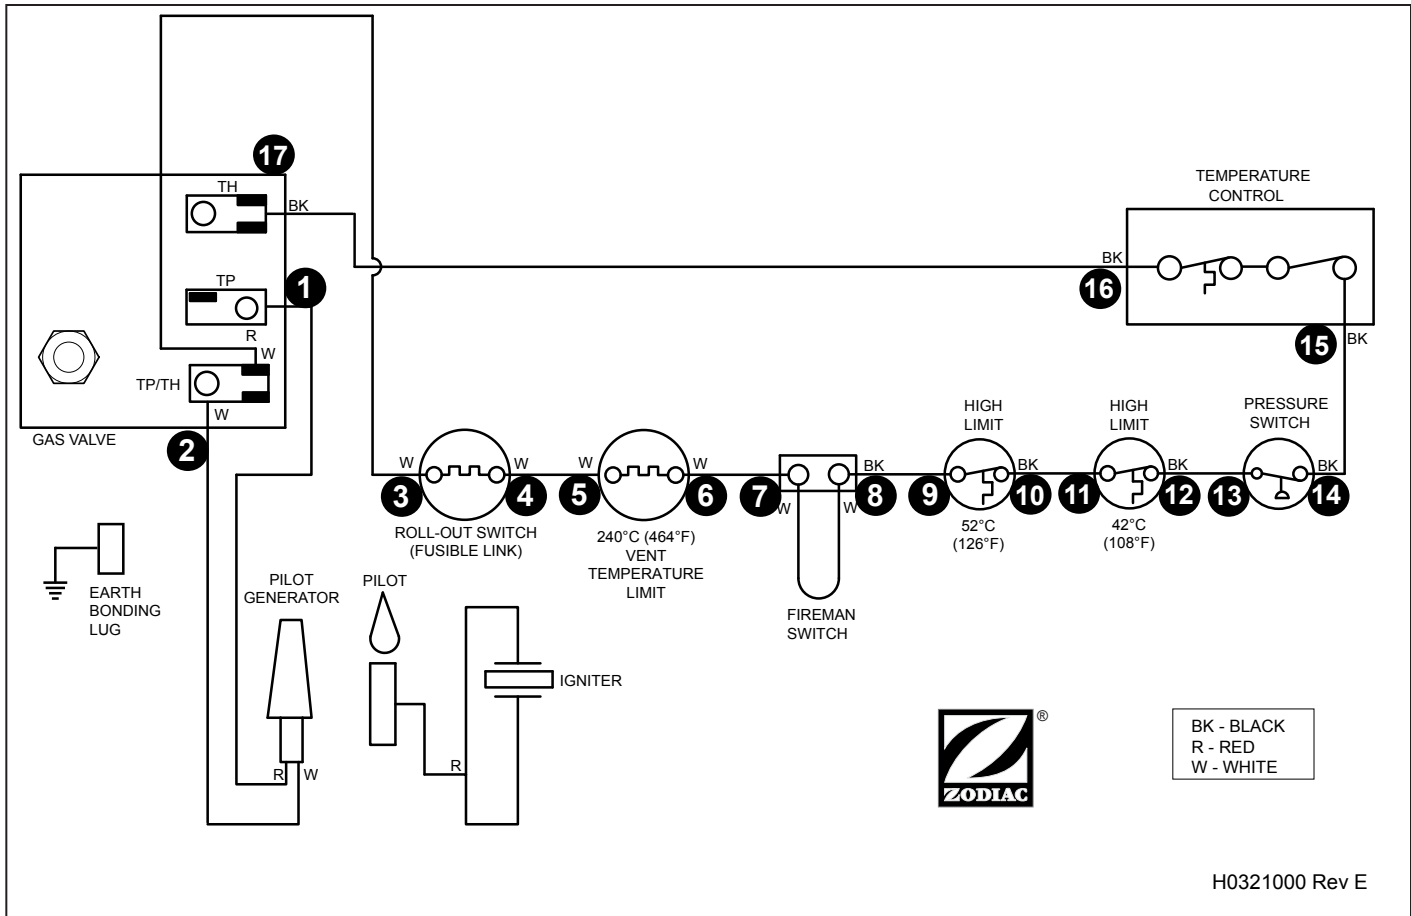 17
TH
BK
TP
1
R
W
TP/TH
W
2
GAS VALVE
TEMPERATURE
CONTROL
BK
16
15
BK
W
3
W
4
ROLL-OUT SWITCH
(FUSIBLE LINK)
W
5
W
6
240°C (464°F)
VENT
TEMPERATURE
LIMIT
7
W
BK
8
W
FIREMAN
SWITCH
HIGH
LIMIT
9
BK
10
52°C
(126°F)
HIGH
LIMIT
11
BK
12
42°C
(108°F)
PRESSURE
SWITCH
13
BK
14
EARTH
BONDING
LUG
PILOT
GENERATOR
R
W
PILOT
R
IGNITER
ZODIAC
®
BK - BLACK
R - RED
W - WHITE
H0321000 Rev E